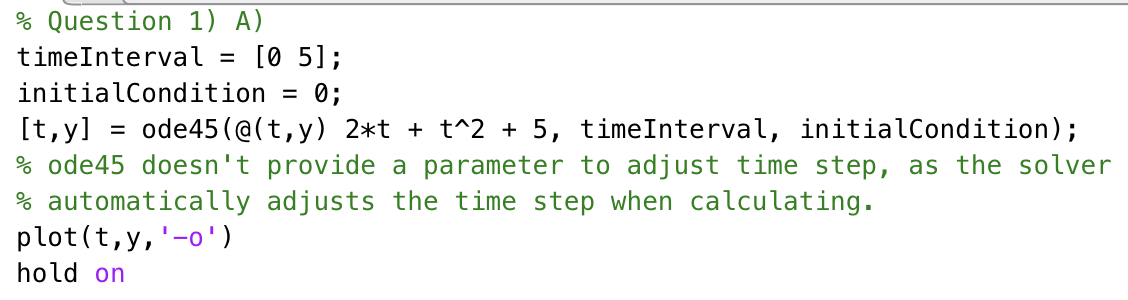 % Question 1) A)
timeInterval = [0 5];
initialCondition = 0;
[t,y] = ode45(@(t,y) 2*t + t^2 + 5, timeInterval, initialCondition);
% ode45 doesn't provide a parameter to adjust time step, as the solver
% automatically adjusts the time step when calculating.
plot(t,y,'-o')
hold on